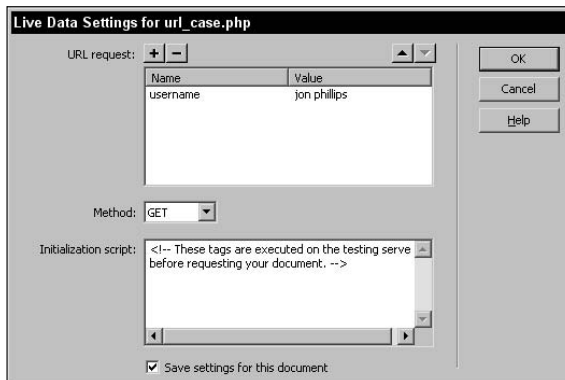 Live Data Settings for url_case.php
URL request: + −
Name Value
username jon phillips
Method: GET
Initialization script: <!-- These tags are executed on the testing serve
before requesting your document. -->
Save settings for this document
OK
Cancel
Help